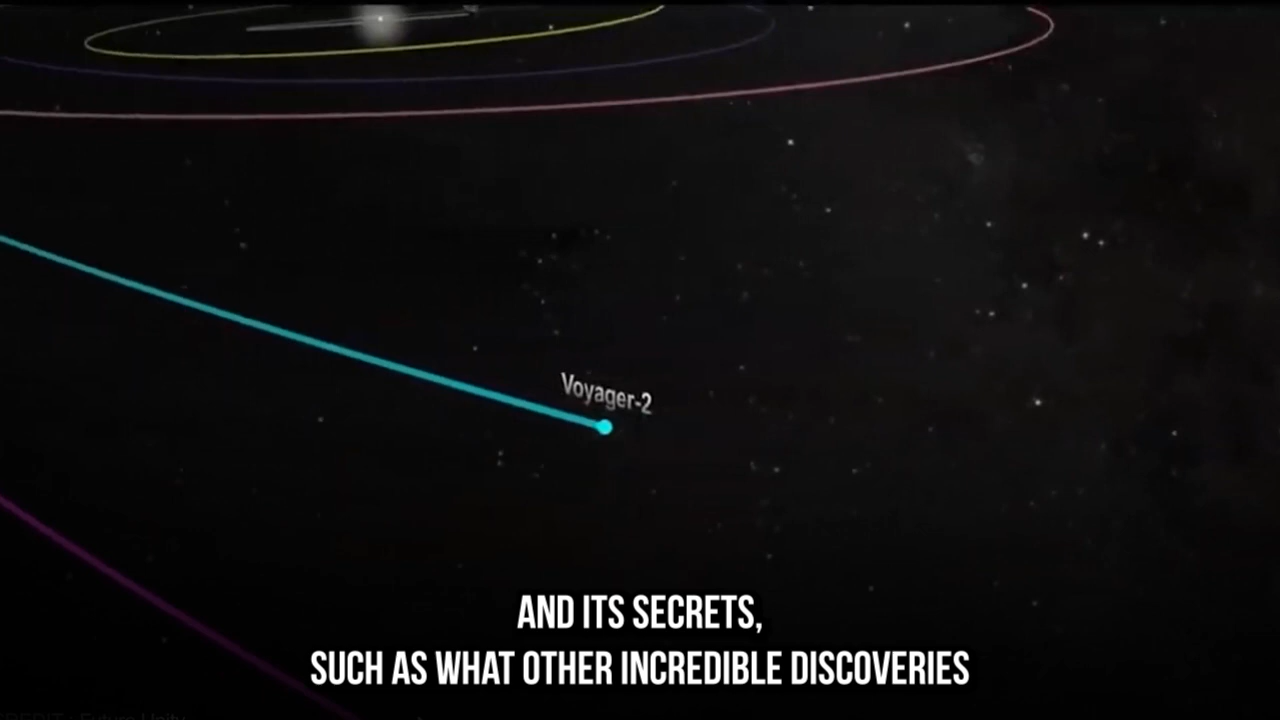 Voyager-2
AND ITS SECRETS,
SUCH AS WHAT OTHER INCREDIBLE DISCOVERIES